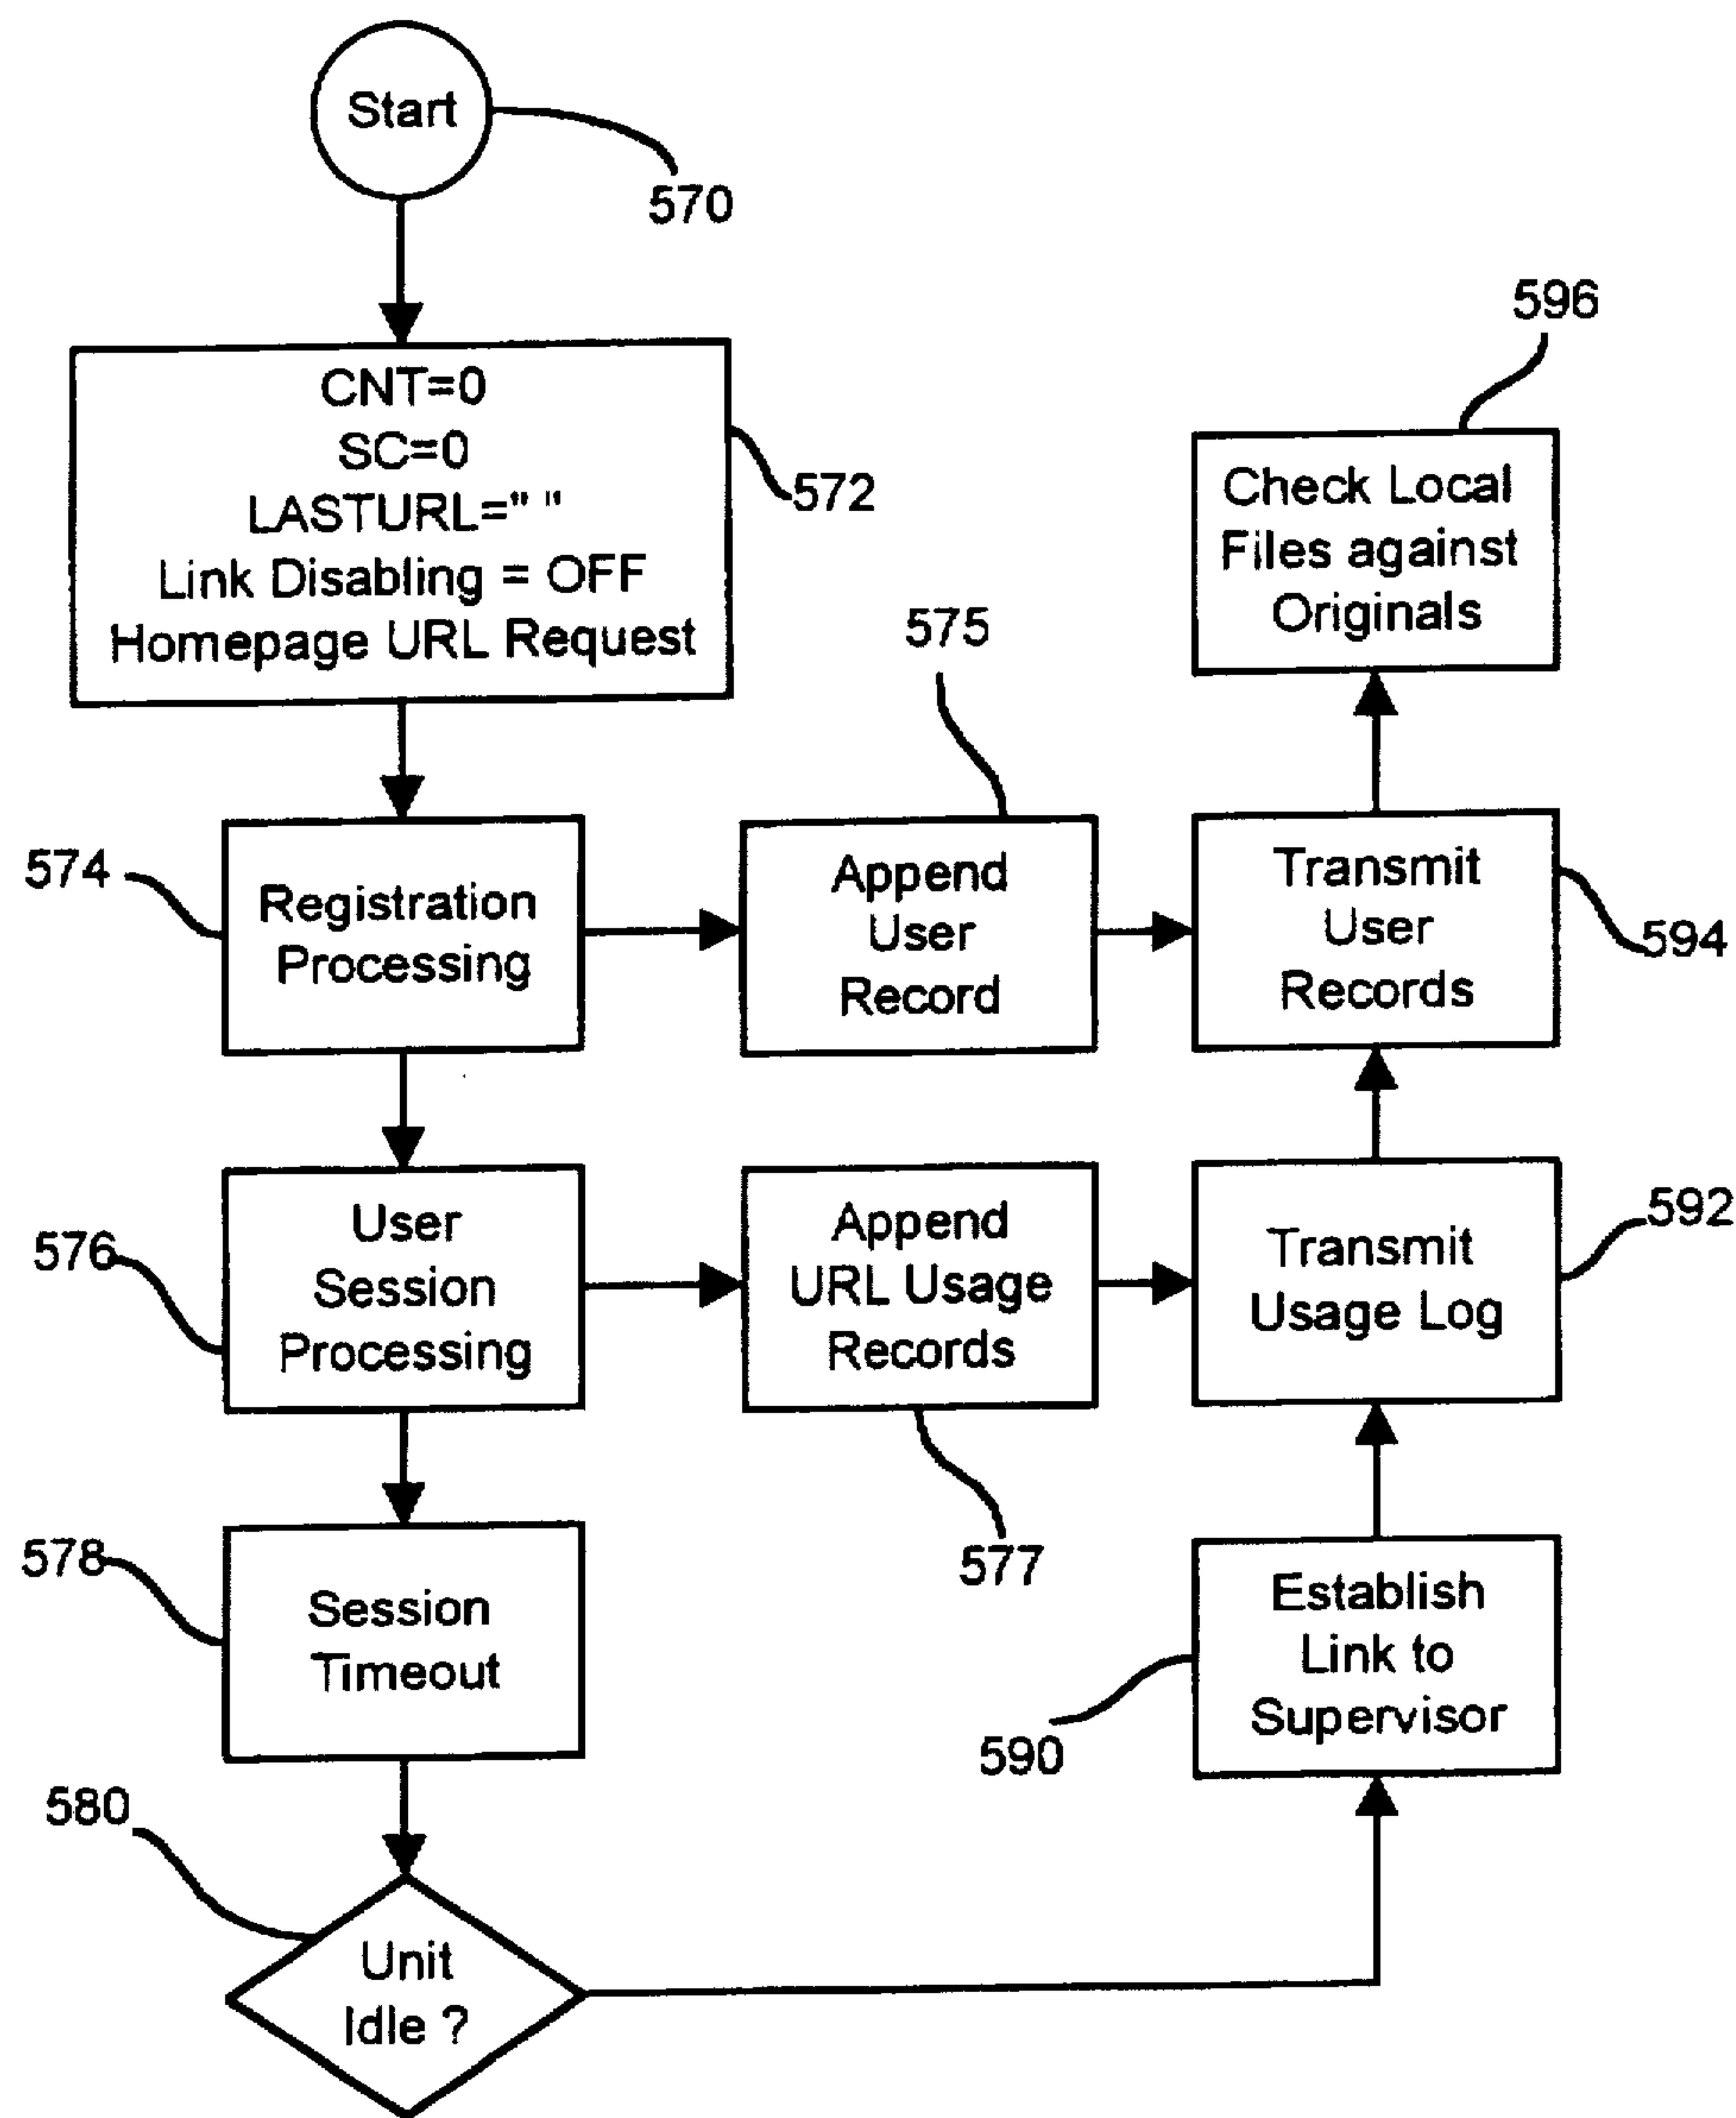 Start
570
CNT=0
SC=0
LASTURL=" "
Link Disabling = OFF
Homepage URL Request
572
596
Check Local
Files against
Originals
574
Registration
Processing
575
Append
User
Record
Transmit
User
Records
594
576
User
Session
Processing
Append
URL Usage
Records
577
Transmit
Usage Log
592
578
Session
Timeout
590
Establish
Link to
Supervisor
580
Unit
Idle ?